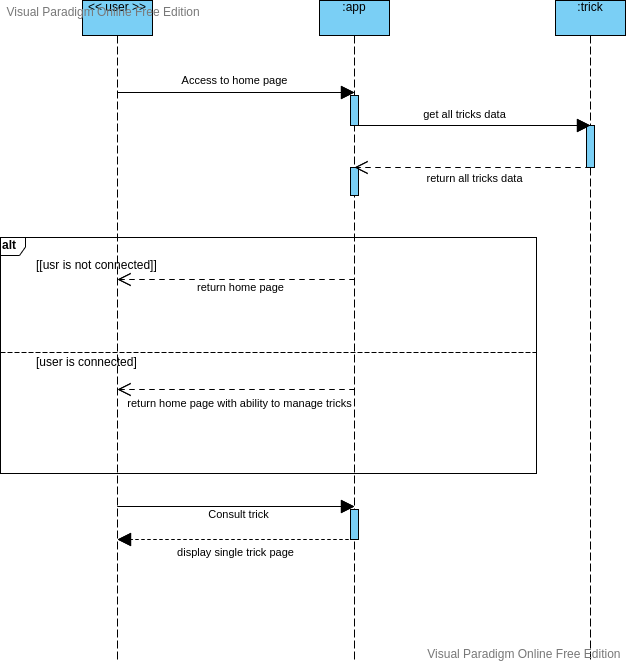 Visual Paradigm Online Free Edition
<< user >>
:app
:trick
Access to home page
get all tricks data
return all tricks data
alt
[[usr is not connected]]
return home page
[user is connected]
return home page with ability to manage tricks
Consult trick
display single trick page
Visual Paradigm Online Free Edition